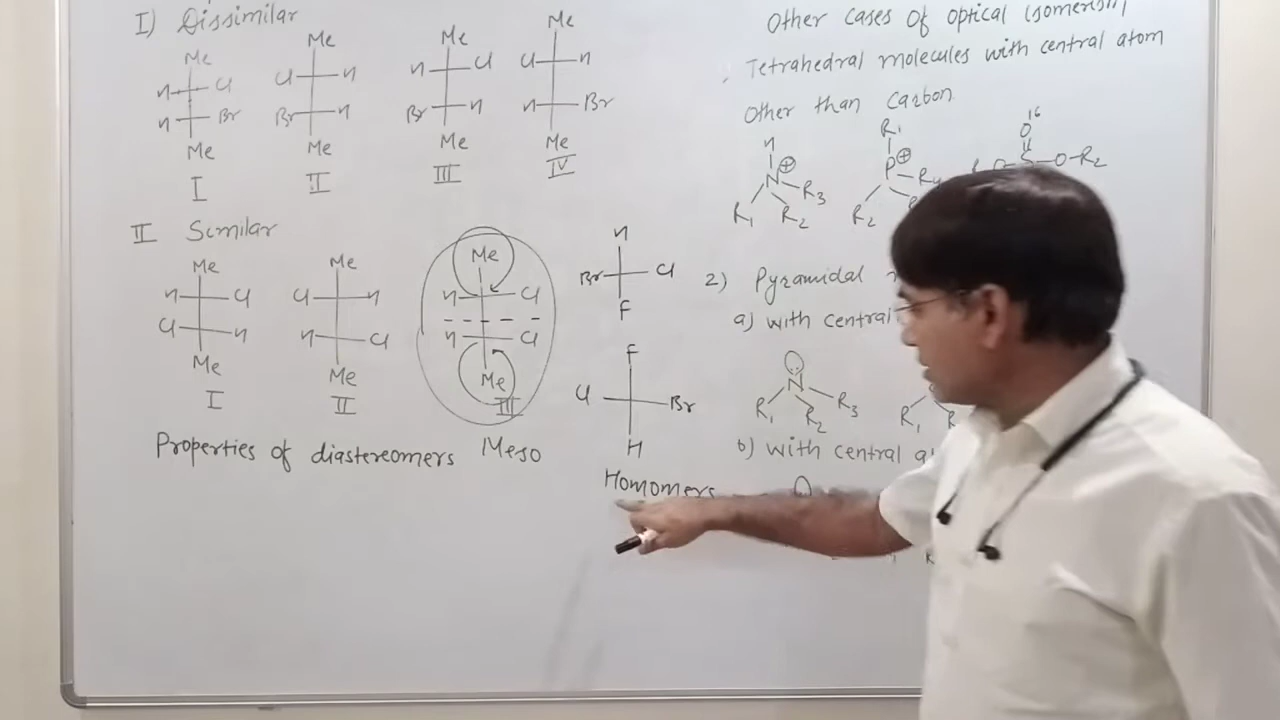 I) Dissimilar
Me Me Me Me
H Cl Cl H H Cl Cl H
H Br Br H Br H H Br
Me Me Me Me
I II III IV
II Similar
Me Me Me
H Cl Cl H H Cl
Cl H H Cl H Cl
Me Me Me
I II III
Properties of diastereomers Meso
H
Br Cl
F
F
Cl Br
H
Homomers
Other cases of optical isomerism
Tetrahedral molecules with central atom
Other than Carbon
H
N ⊕
R1 R2 R3
R1
P ⊕
R2 R4
O 16
O-R2
2) Pyramidal
a) with central
N
R1 R2 R3
R1
b) with central